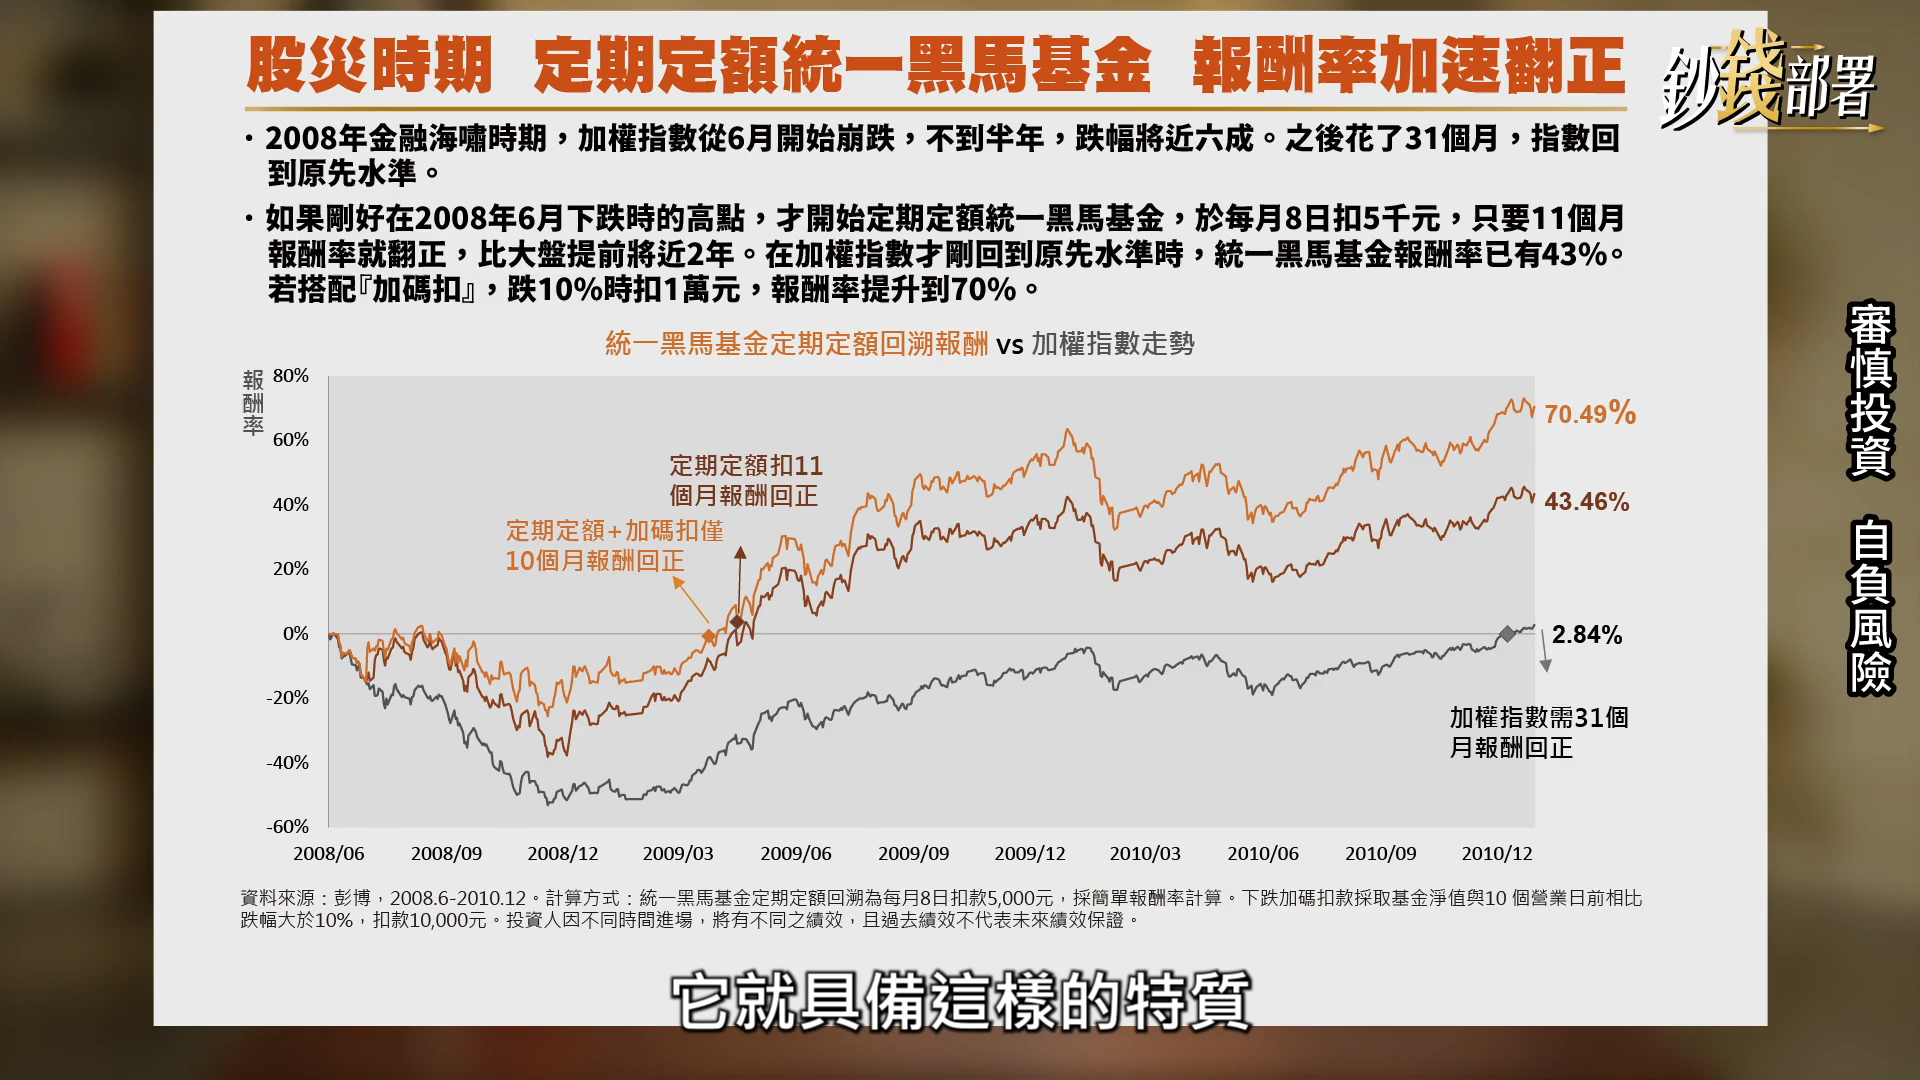 股災時期 定期定額統一黑馬基金 報酬率加速翻正
鈔錢部署
・2008年金融海嘯時期，加權指數從6月開始崩跌，不到半年，跌幅將近六成。之後花了31個月，指數回
到原先水準。
・如果剛好在2008年6月下跌時的高點，才開始定期定額統一黑馬基金，於每月8日扣5千元，只要11個月
報酬率就翻正，比大盤提前將近2年。在加權指數才剛回到原先水準時，統一黑馬基金報酬率已有43%。
若搭配『加碼扣』，跌10%時扣1萬元，報酬率提升到70%。
統一黑馬基金定期定額回溯報酬 vs 加權指數走勢
報酬率
80%
60%
40%
20%
0%
-20%
-40%
-60%
定期定額扣11
個月報酬回正
定期定額+加碼扣僅
10個月報酬回正
70.49%
43.46%
2.84%
加權指數需31個
月報酬回正
2008/06 2008/09 2008/12 2009/03 2009/06 2009/09 2009/12 2010/03 2010/06 2010/09 2010/12
資料來源：彭博，2008.6-2010.12。計算方式：統一黑馬基金定期定額回溯為每月8日扣款5,000元，採簡單報酬率計算。下跌加碼扣款採取基金淨值與10 個營業日前相比
跌幅大於10%，扣款10,000元。投資人因不同時間進場，將有不同之績效，且過去績效不代表未來績效保證。
審慎投資 自負風險
它就具備這樣的特質